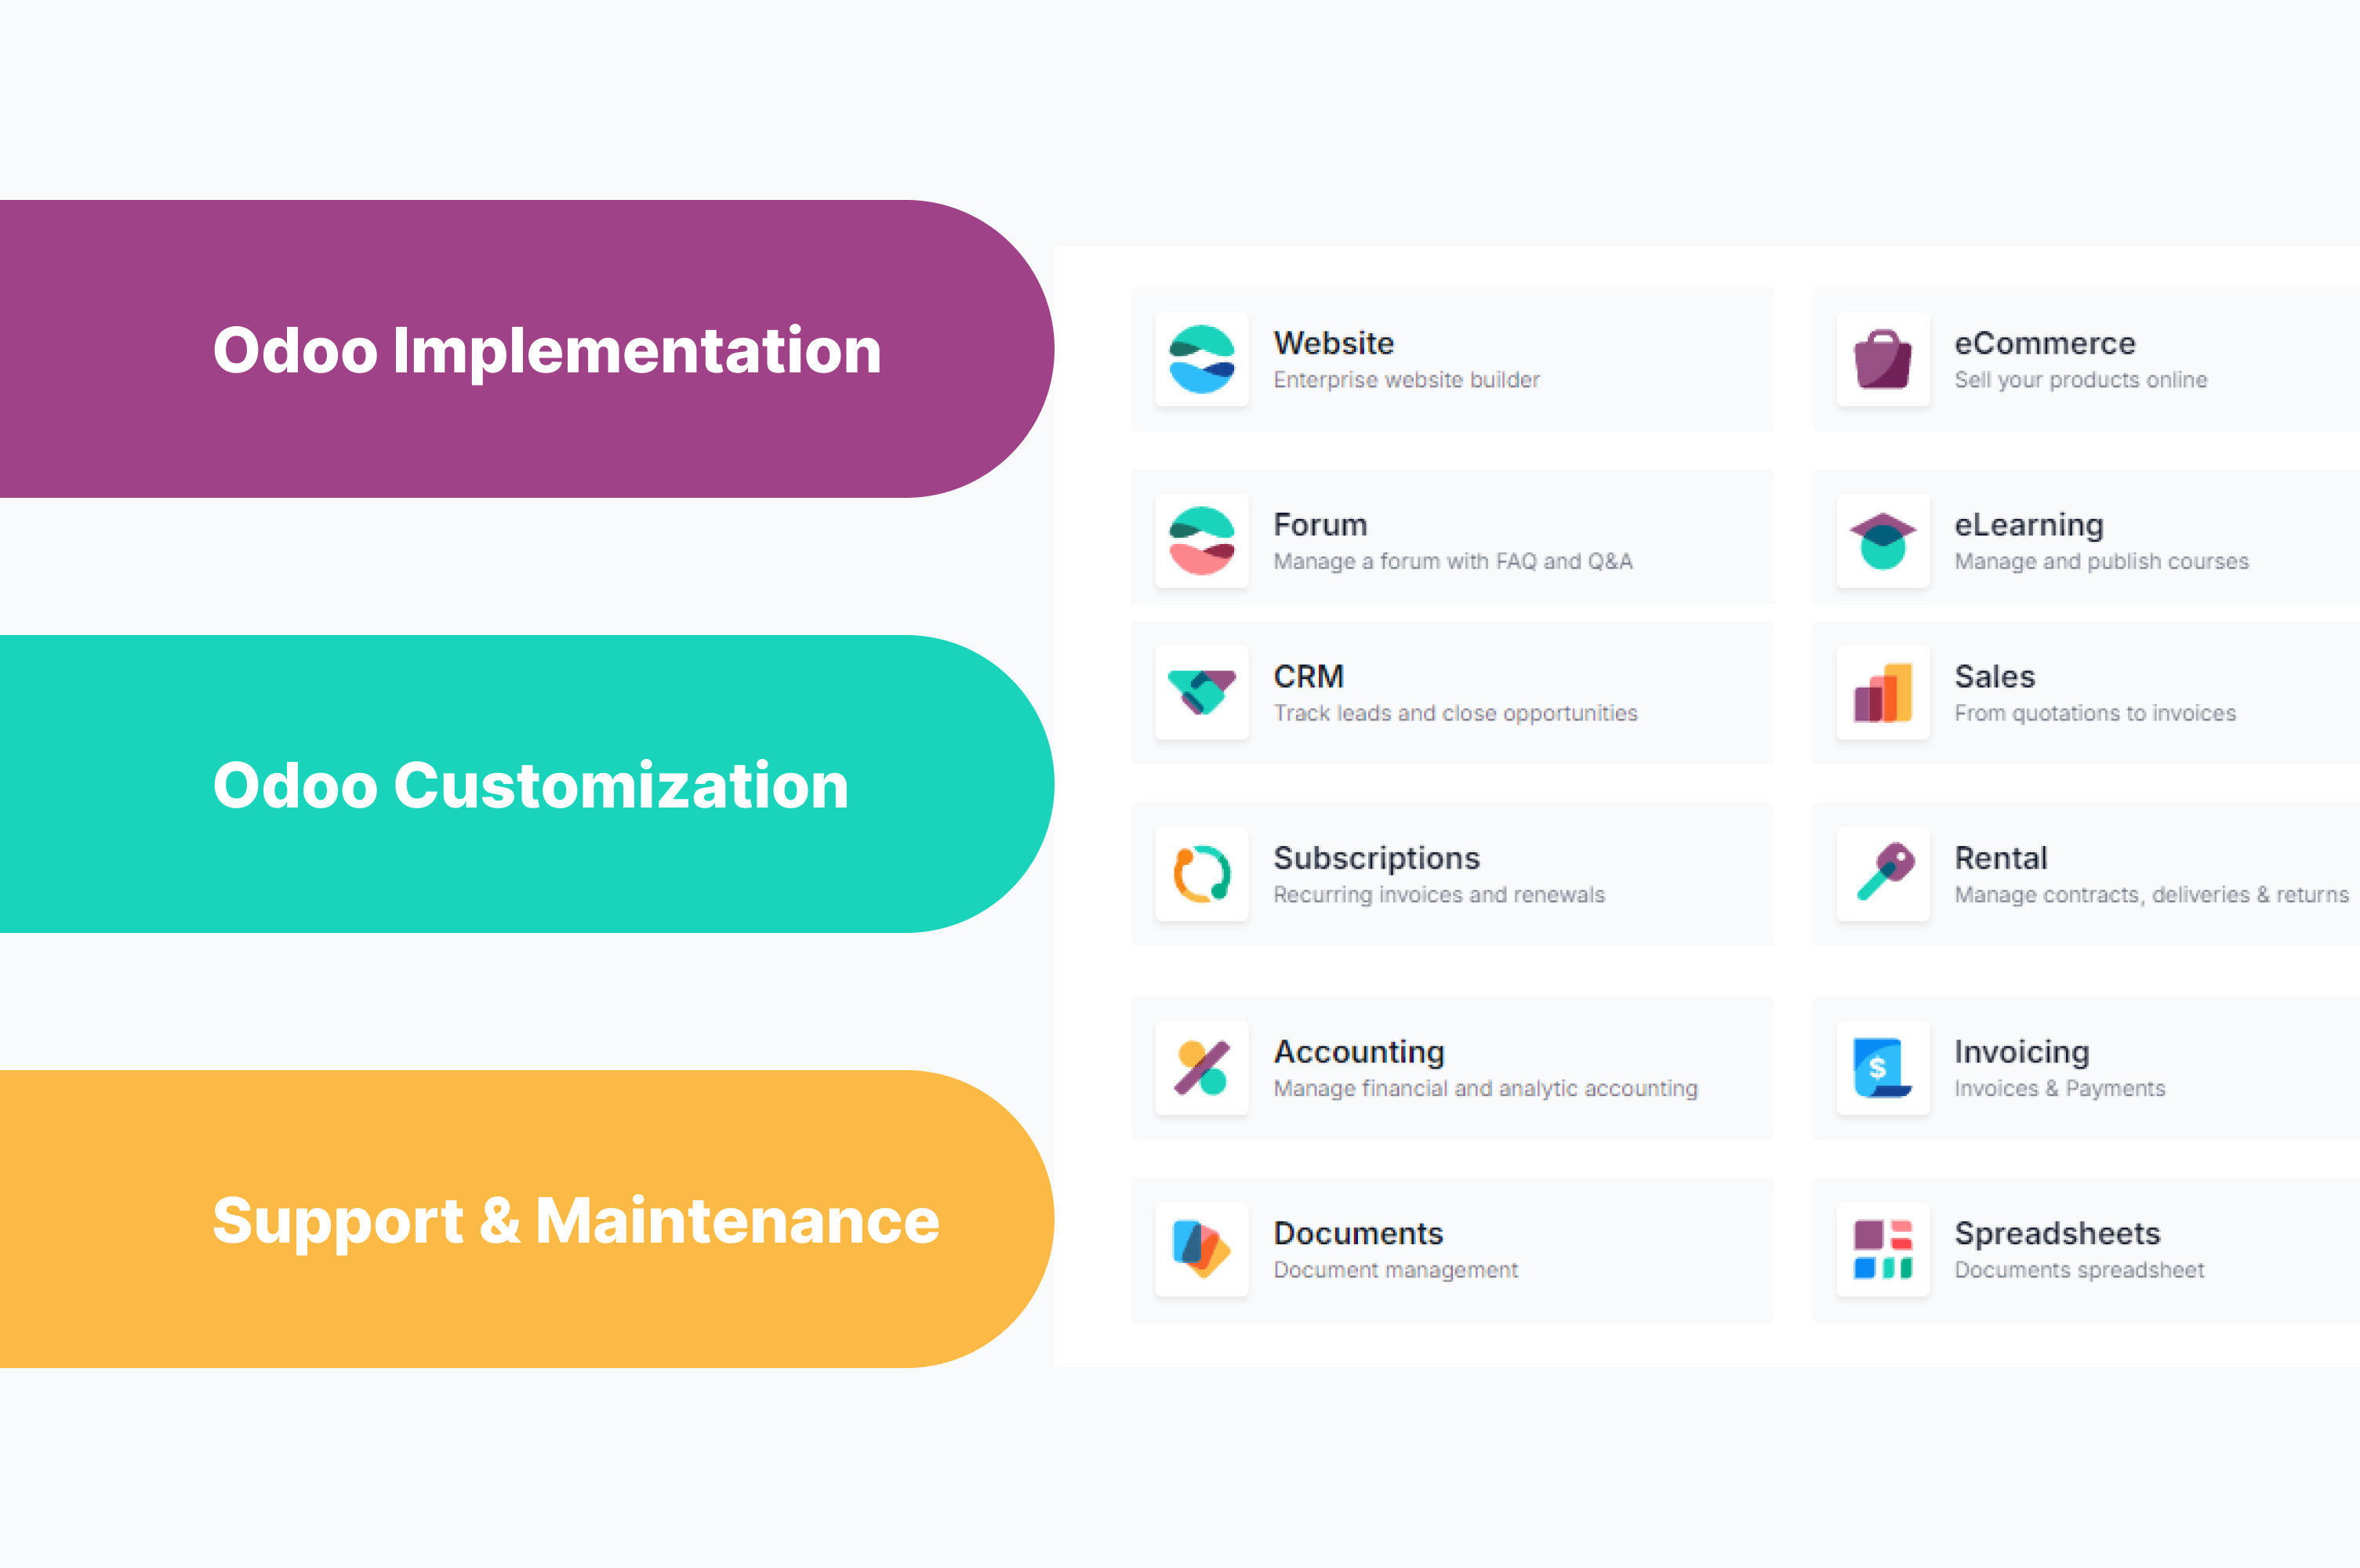 Odoo Implementation
Odoo Customization
Support & Maintenance
Website
Enterprise website builder
eCommerce
Sell your products online
Forum
Manage a forum with FAQ and Q&A
eLearning
Manage and publish courses
CRM
Track leads and close opportunities
Sales
From quotations to invoices
Subscriptions
Recurring invoices and renewals
Rental
Manage contracts, deliveries & returns
Accounting
Manage financial and analytic accounting
Invoicing
Invoices & Payments
$
Documents
Document management
Spreadsheets
Documents spreadsheet